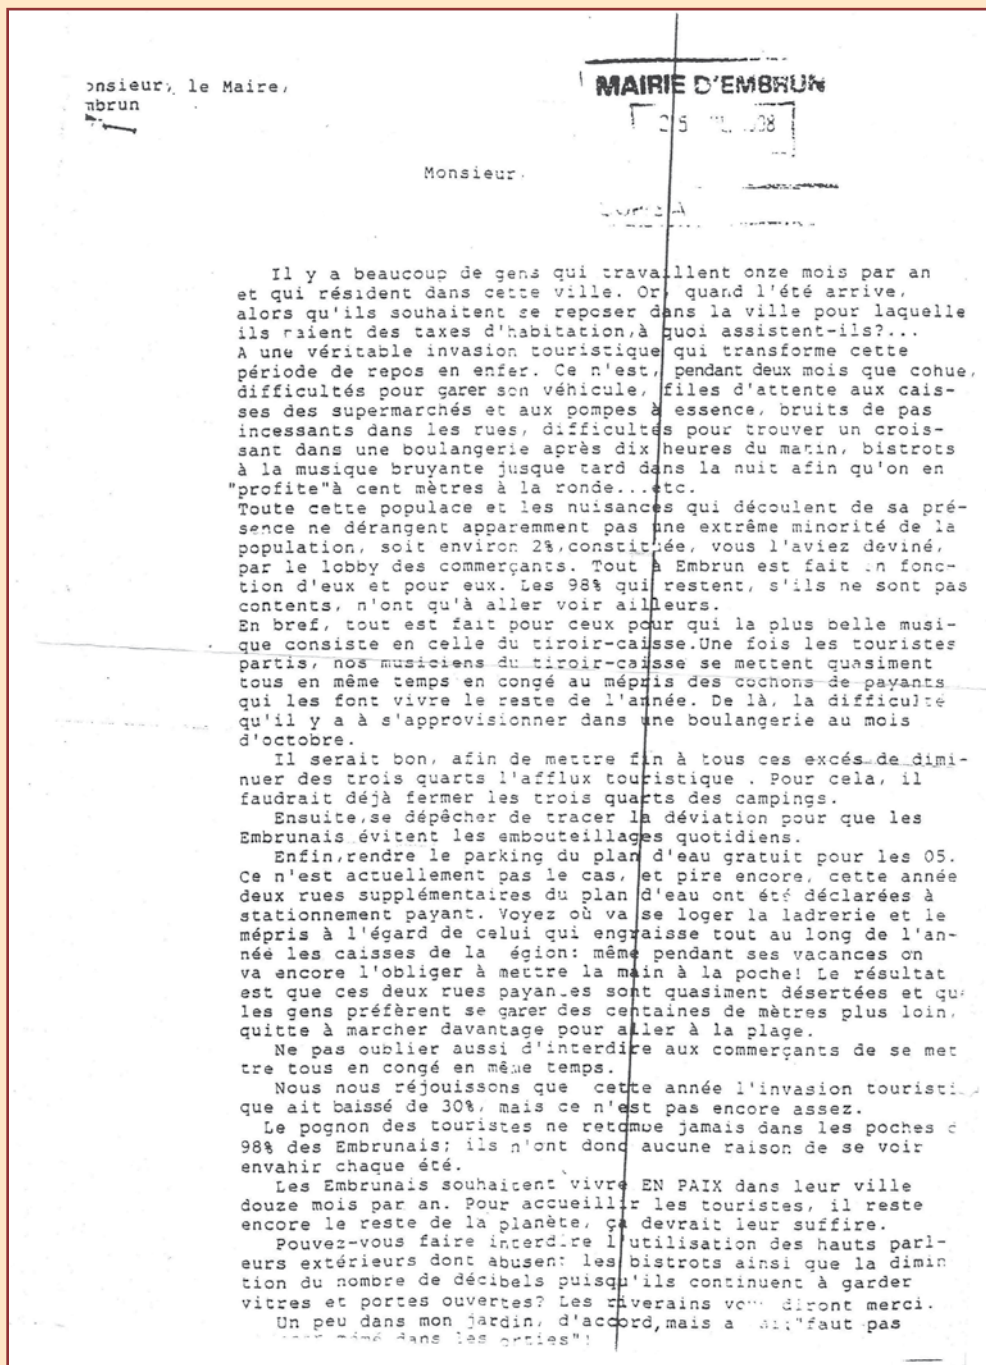 onsieur, le Maire,
mbrun
MAIRIE D'EMBRUN
Monsieur
Il y a beaucoup de gens qui travaillent onze mois par an
et qui résident dans cette ville. Or, quand l'été arrive,
alors qu'ils souhaitent se reposer dans la ville pour laquelle
ils raient des taxes d'habitation,à quoi assistent-ils?...
A une véritable invasion touristique qui transforme cette
période de repos en enfer. Ce n'est, pendant deux mois que cohue,
difficultés pour garer son véhicule, files d'attente aux cais-
ses des supermarchés et aux pompes à essence, bruits de pas
incessants dans les rues, difficultés pour trouver un crois-
sant dans une boulangerie après dix heures du matin, bistrots
à la musique bruyante jusque tard dans la nuit afin qu'on en
"profite"à cent mètres à la ronde...etc.
Toute cette populace et les nuisances qui découlent de sa pré-
sence ne dérangent apparemment pas une extrême minorité de la
population, soit environ 2%,constituée, vous l'aviez deviné,
par le lobby des commerçants. Tout à Embrun est fait en fonc-
tion d'eux et pour eux. Les 98% qui restent, s'ils ne sont pas
contents, n'ont qu'à aller voir ailleurs.
En bref, tout est fait pour ceux pour qui la plus belle musi-
que consiste en celle du tiroir-caisse.Une fois les touristes
partis, nos musiciens du tiroir-caisse se mettent quasiment
tous en même temps en congé au mépris des cochons de payants
qui les font vivre le reste de l'année. De là, la difficulté
qu'il y a à s'approvisionner dans une boulangerie au mois
d'octobre.
Il serait bon, afin de mettre fin à tous ces excés de dimi-
nuer des trois quarts l'afflux touristique . Pour cela, il
faudrait déjà fermer les trois quarts des campings.
Ensuite,se dépêcher de tracer la déviation pour que les
Embrunais évitent les embouteillages quotidiens.
Enfin,rendre le parking du plan d'eau gratuit pour les 05.
Ce n'est actuellement pas le cas, et pire encore, cette année
deux rues supplémentaires du plan d'eau ont été déclarées à
stationnement payant. Voyez où va se loger la ladrerie et le
mépris à l'égard de celui qui engraisse tout au long de l'an-
née les caisses de la égion: même pendant ses vacances on
va encore l'obliger à mettre la main à la poche! Le résultat
est que ces deux rues payantes sont quasiment désertées et que
les gens préfèrent se garer des centaines de mètres plus loin,
quitte à marcher davantage pour aller à la plage.
Ne pas oublier aussi d'interdire aux commerçants de se met
tre tous en congé en même temps.
Nous nous réjouissons que cette année l'invasion touristi
que ait baissé de 30%, mais ce n'est pas encore assez.
Le pognon des touristes ne retombe jamais dans les poches
98% des Embrunais; ils n'ont donc aucune raison de se voir
envahir chaque été.
Les Embrunais souhaitent vivre EN PAIX dans leur ville
douze mois par an. Pour accueillir les touristes, il reste
encore le reste de la planète, ça devrait leur suffire.
Pouvez-vous faire interdire l'utilisation des hauts parl-
eurs extérieurs dont abusent les bistrots ainsi que la dimin
tion du nombre de décibels puisqu'ils continuent à garder
vitres et portes ouvertes? Les riverains vous diront merci.
Un peu dans mon jardin, d'accord,mais "faut pas
mémé dans les orties"!